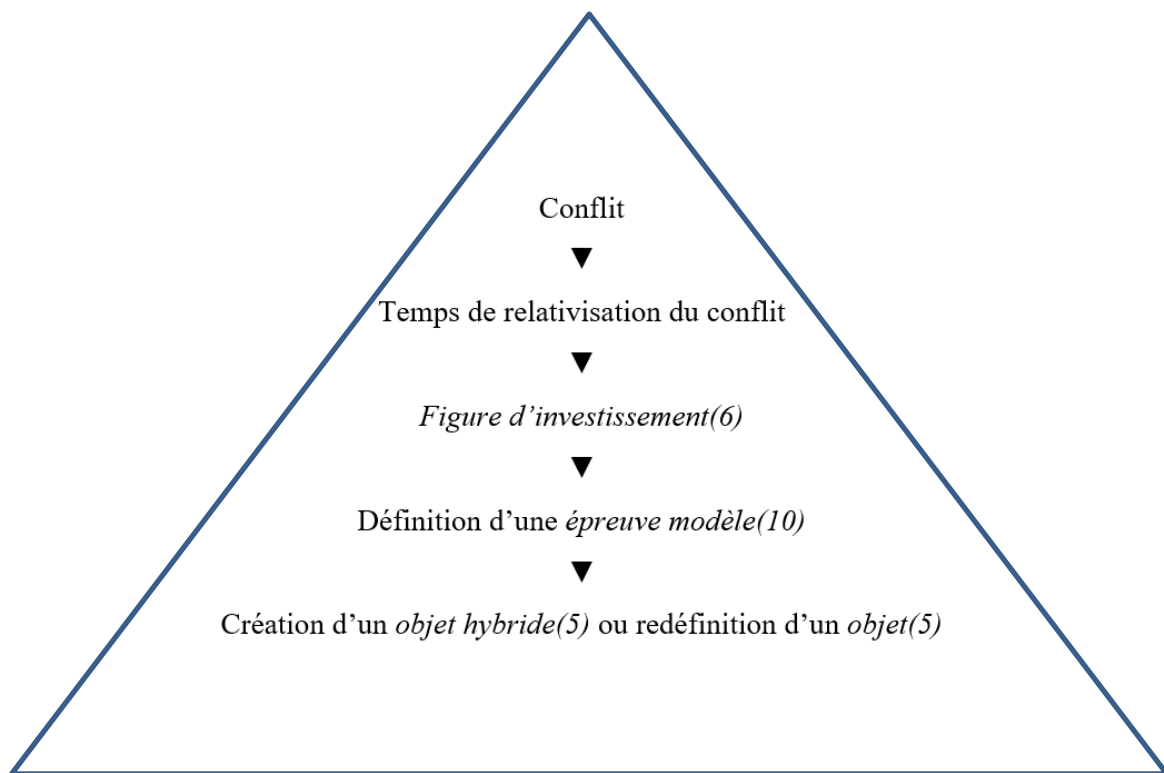 Conflit
▼
Temps de relativisation du conflit
▼
Figure d’investissement(6)
▼
Définition d’une épreuve modèle(10)
▼
Création d’un objet hybride(5) ou redéfinition d’un objet(5)